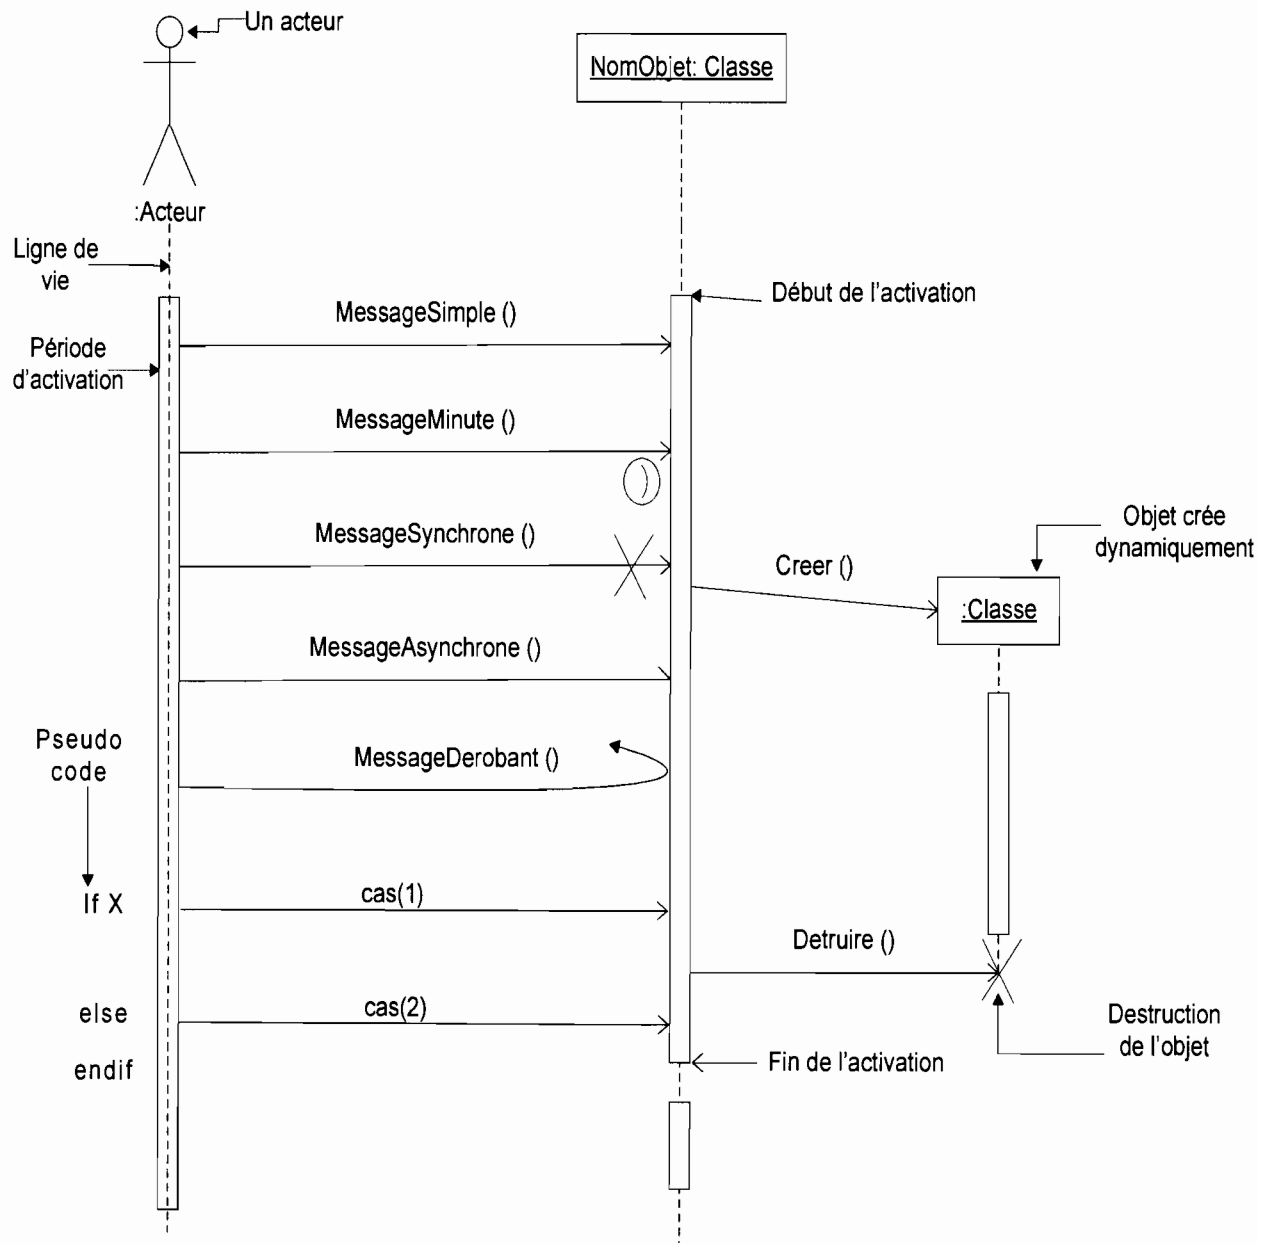 Un acteur
NomObjet: Classe
:Acteur
Ligne de
vie
Début de l'activation
MessageSimple ()
Période
d'activation
MessageMinute ()
MessageSynchrone ()
Objet crée
dynamiquement
Creer ()
:Classe
MessageAsynchrone ()
Pseudo
code
MessageDerobant ()
If X
cas(1)
Detruire ()
else
cas(2)
Destruction
de l'objet
endif
Fin de l'activation